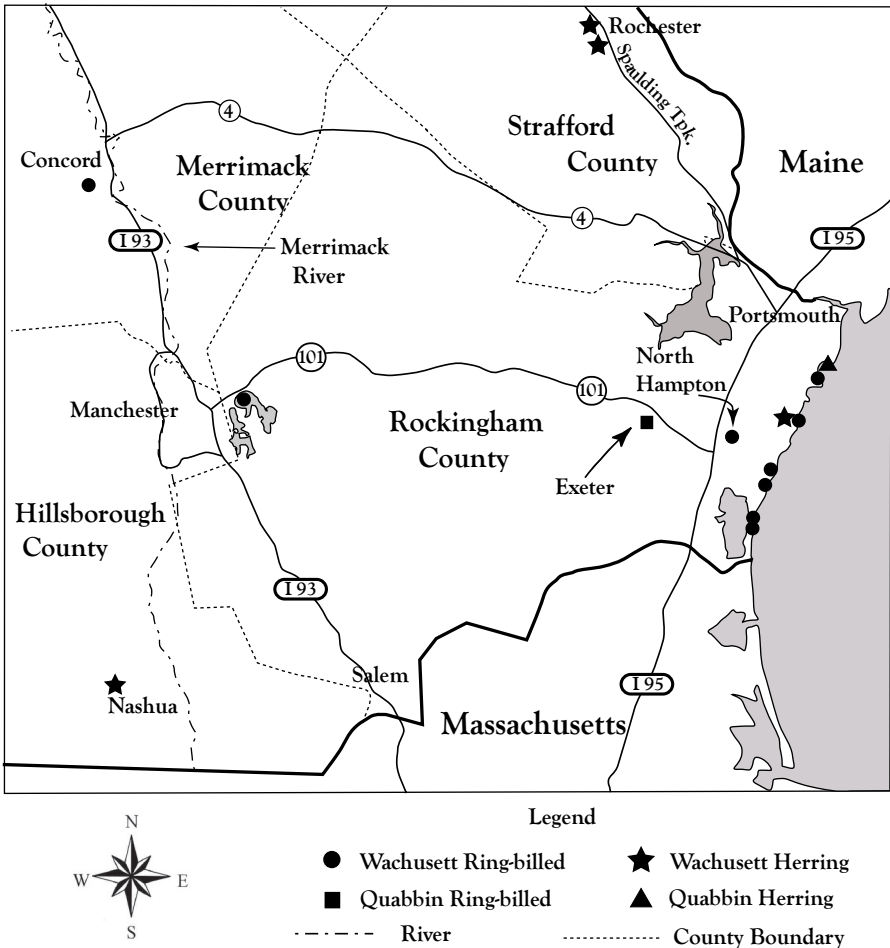 Rochester
Spaulding Tpk.
4
Strafford
County
Concord
Merrimack
County
Maine
4
I 93
I 95
Merrimack
River
Portsmouth
North
Hampton
101
101
Manchester
Rockingham
County
Exeter
Hillsborough
County
I 93
Salem
I 95
Nashua
Massachusetts
Legend
N
W E
S
Wachusett Ring-billed
Wachusett Herring
Quabbin Ring-billed
Quabbin Herring
River
County Boundary